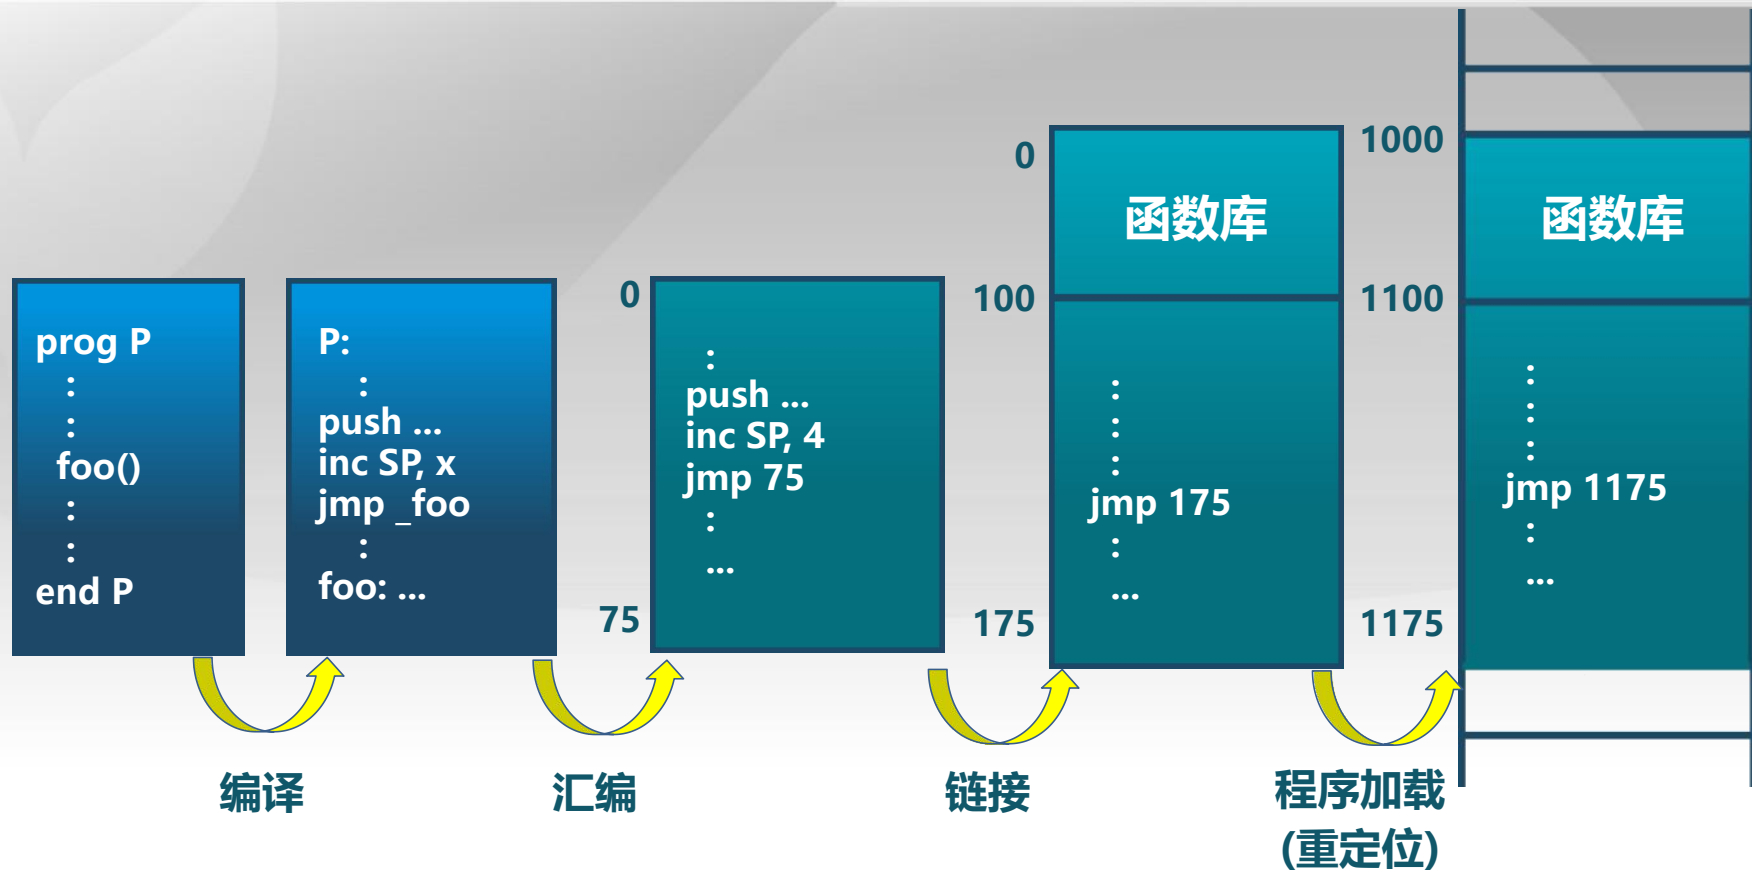 prog P
:
:
foo()
:
:
end P
P:
:
push ...
inc SP, x
jmp _foo
:
foo: ...
0
:
push ...
inc SP, 4
jmp 75
:
...
75
0
函数库
100
:
:
:
jmp 175
:
...
175
1000
函数库
1100
:
:
:
jmp 1175
:
...
1175
编译
汇编
链接
程序加载
(重定位)